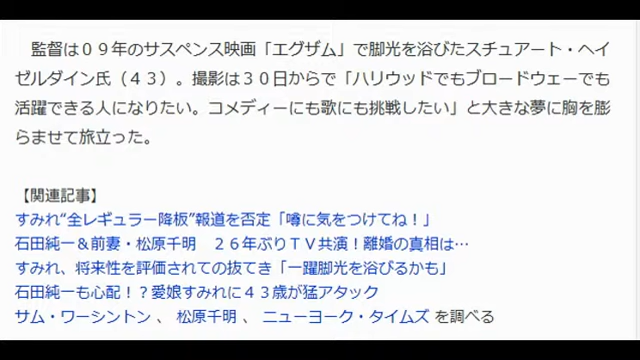 監督は０９年のサスペンス映画「エグザム」で脚光を浴びたスチュアート・ヘイ
ゼルダイン氏（４３）。撮影は３０日からで「ハリウッドでもブロードウェーでも
活躍できる人になりたい。コメディーにも歌にも挑戦したい」と大きな夢に胸を膨
らませて旅立った。
【関連記事】
すみれ“全レギュラー降板”報道を否定「噂に気をつけてね！」
石田純一＆前妻・松原千明　２６年ぶりＴＶ共演！離婚の真相は…
すみれ、将来性を評価されての抜てき「一躍脚光を浴びるかも」
石田純一も心配！？愛娘すみれに４３歳が猛アタック
サム・ワーシントン 、 松原千明 、 ニューヨーク・タイムズ を調べる